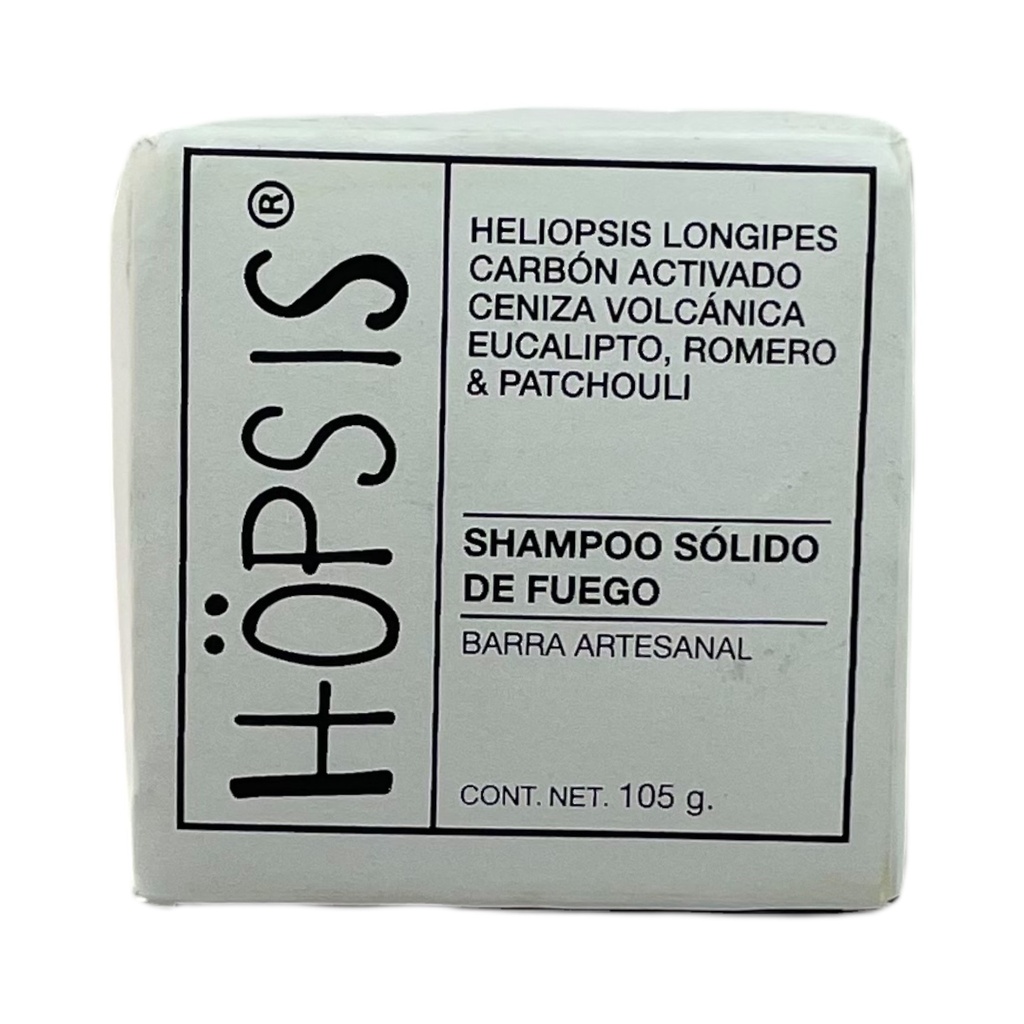 HÖPSIS®
HELIOPSIS LONGIPES
CARBÓN ACTIVADO
CENIZA VOLCÁNICA
EUCALIPTO, ROMERO
& PATCHOULI
SHAMPOO SÓLIDO
DE FUEGO
BARRA ARTESANAL
CONT. NET. 105 g.